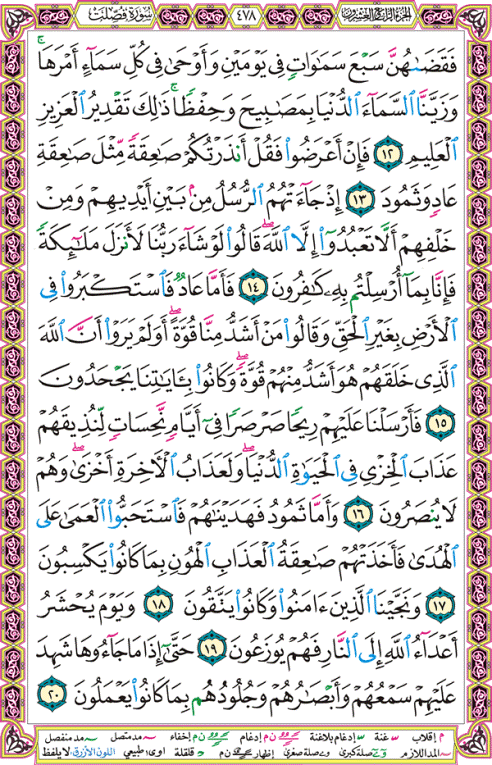 الجزء الرابع والعشرون ٤٧٨ سورة فصلت
فَقَضَىٰهُنَّ سَبْعَ سَمَٰوَاتٍ فِى يَوْمَيْنِ وَأَوْحَىٰ فِى كُلِّ سَمَآءٍ أَمْرَهَا ۚ
وَزَيَّنَّا ٱلسَّمَآءَ ٱلدُّنْيَا بِمَصَٰبِيحَ وَحِفْظًا ۚ ذَٰلِكَ تَقْدِيرُ ٱلْعَزِيزِ
ٱلْعَلِيمِ ١٢ فَإِنْ أَعْرَضُوا۟ فَقُلْ أَنذَرْتُكُمْ صَٰعِقَةً مِّثْلَ صَٰعِقَةِ
عَادٍ وَثَمُودَ ١٣ إِذْ جَآءَتْهُمُ ٱلرُّسُلُ مِنۢ بَيْنِ أَيْدِيهِمْ وَمِنْ
خَلْفِهِمْ أَلَّا تَعْبُدُوٓا۟ إِلَّا ٱللَّهَ ۖ قَالُوا۟ لَوْ شَآءَ رَبُّنَا لَأَنزَلَ مَلَٰٓئِكَةً
فَإِنَّا بِمَآ أُرْسِلْتُم بِهِۦ كَٰفِرُونَ ١٤ فَأَمَّا عَادٌ فَٱسْتَكْبَرُوا۟ فِى
ٱلْأَرْضِ بِغَيْرِ ٱلْحَقِّ وَقَالُوا۟ مَنْ أَشَدُّ مِنَّا قُوَّةً ۖ أَوَلَمْ يَرَوْا۟ أَنَّ ٱللَّهَ
ٱلَّذِى خَلَقَهُمْ هُوَ أَشَدُّ مِنْهُمْ قُوَّةً ۖ وَكَانُوا۟ بِـَٔايَٰتِنَا يَجْحَدُونَ
١٥ فَأَرْسَلْنَا عَلَيْهِمْ رِيحًا صَرْصَرًا فِىٓ أَيَّامٍ نَّحِسَاتٍ لِّنُذِيقَهُمْ
عَذَابَ ٱلْخِزْىِ فِى ٱلْحَيَوٰةِ ٱلدُّنْيَا ۖ وَلَعَذَابُ ٱلْءَاخِرَةِ أَخْزَىٰ ۖ وَهُمْ
لَا يُنصَرُونَ ١٦ وَأَمَّا ثَمُودُ فَهَدَيْنَٰهُمْ فَٱسْتَحَبُّوا۟ ٱلْعَمَىٰ عَلَى
ٱلْهُدَىٰ فَأَخَذَتْهُمْ صَٰعِقَةُ ٱلْعَذَابِ ٱلْهُونِ بِمَا كَانُوا۟ يَكْسِبُونَ
١٧ وَنَجَّيْنَا ٱلَّذِينَ ءَامَنُوا۟ وَكَانُوا۟ يَتَّقُونَ ١٨ وَيَوْمَ يُحْشَرُ
أَعْدَآءُ ٱللَّهِ إِلَى ٱلنَّارِ فَهُمْ يُوزَعُونَ ١٩ حَتَّىٰٓ إِذَا مَا جَآءُوهَا شَهِدَ
عَلَيْهِمْ سَمْعُهُمْ وَأَبْصَٰرُهُمْ وَجُلُودُهُم بِمَا كَانُوا۟ يَعْمَلُونَ ٢٠
م إقلاب س غنة إدغام بلاغنة ن م إدغام ن م إخفاء مد متصل مد منفصل
المد اللازم صلة كبرى صلة صغرى إظهار ن م قلقلة اوى: طبيعي اللون الأزرق: لا يلفظ